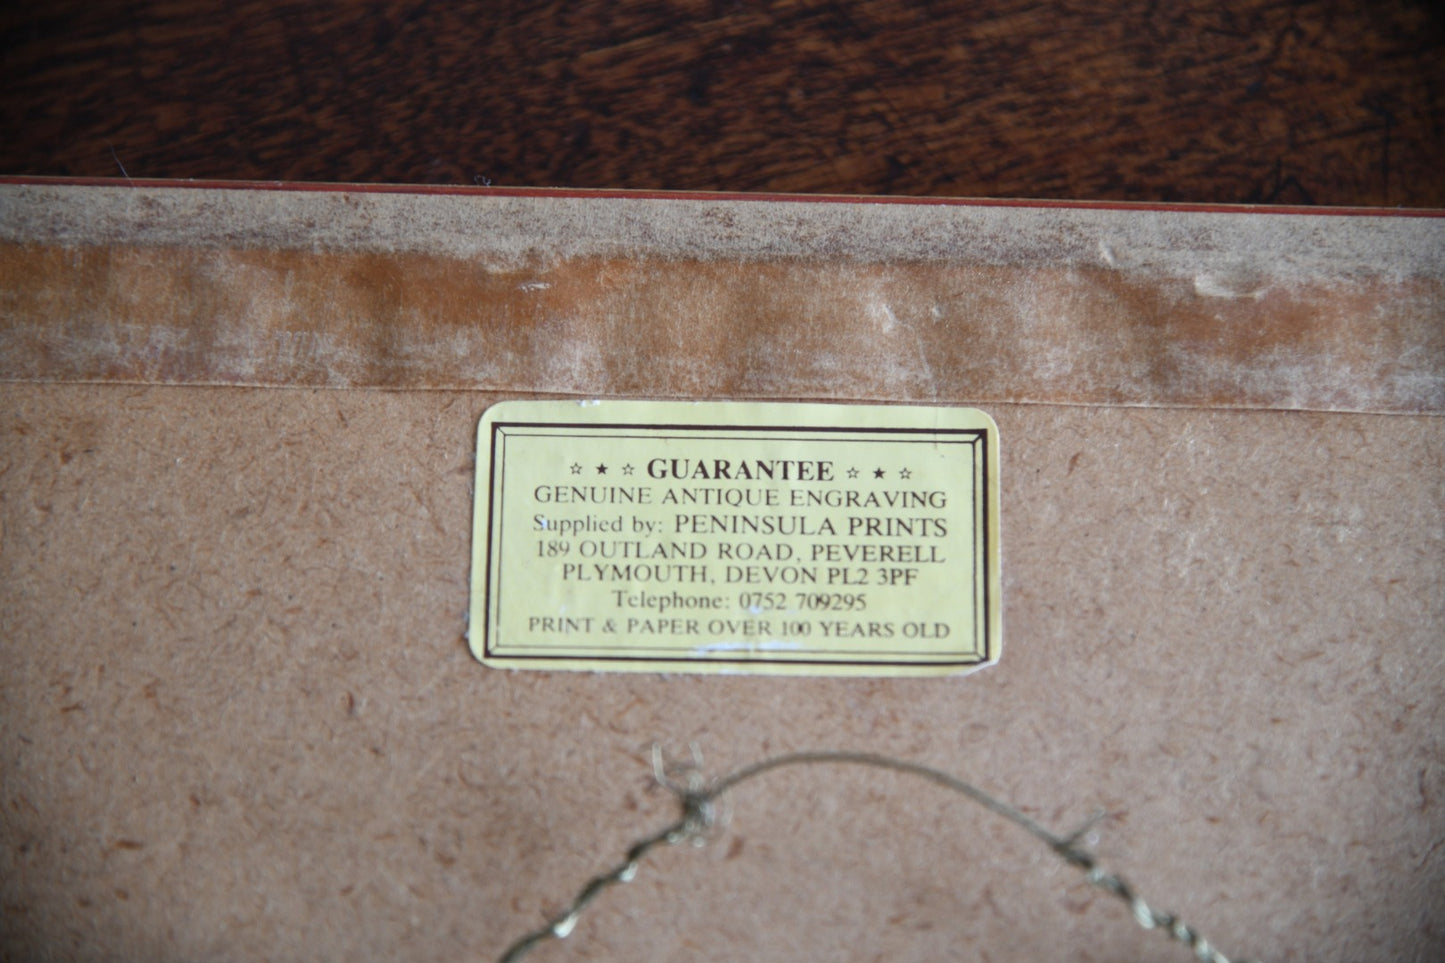 ☆ ★ ☆ GUARANTEE ☆ ★ ☆
GENUINE ANTIQUE ENGRAVING
Supplied by: PENINSULA PRINTS
189 OUTLAND ROAD, PEVERELL
PLYMOUTH, DEVON PL2 3PF
Telephone: 0752 709295
PRINT & PAPER OVER 100 YEARS OLD